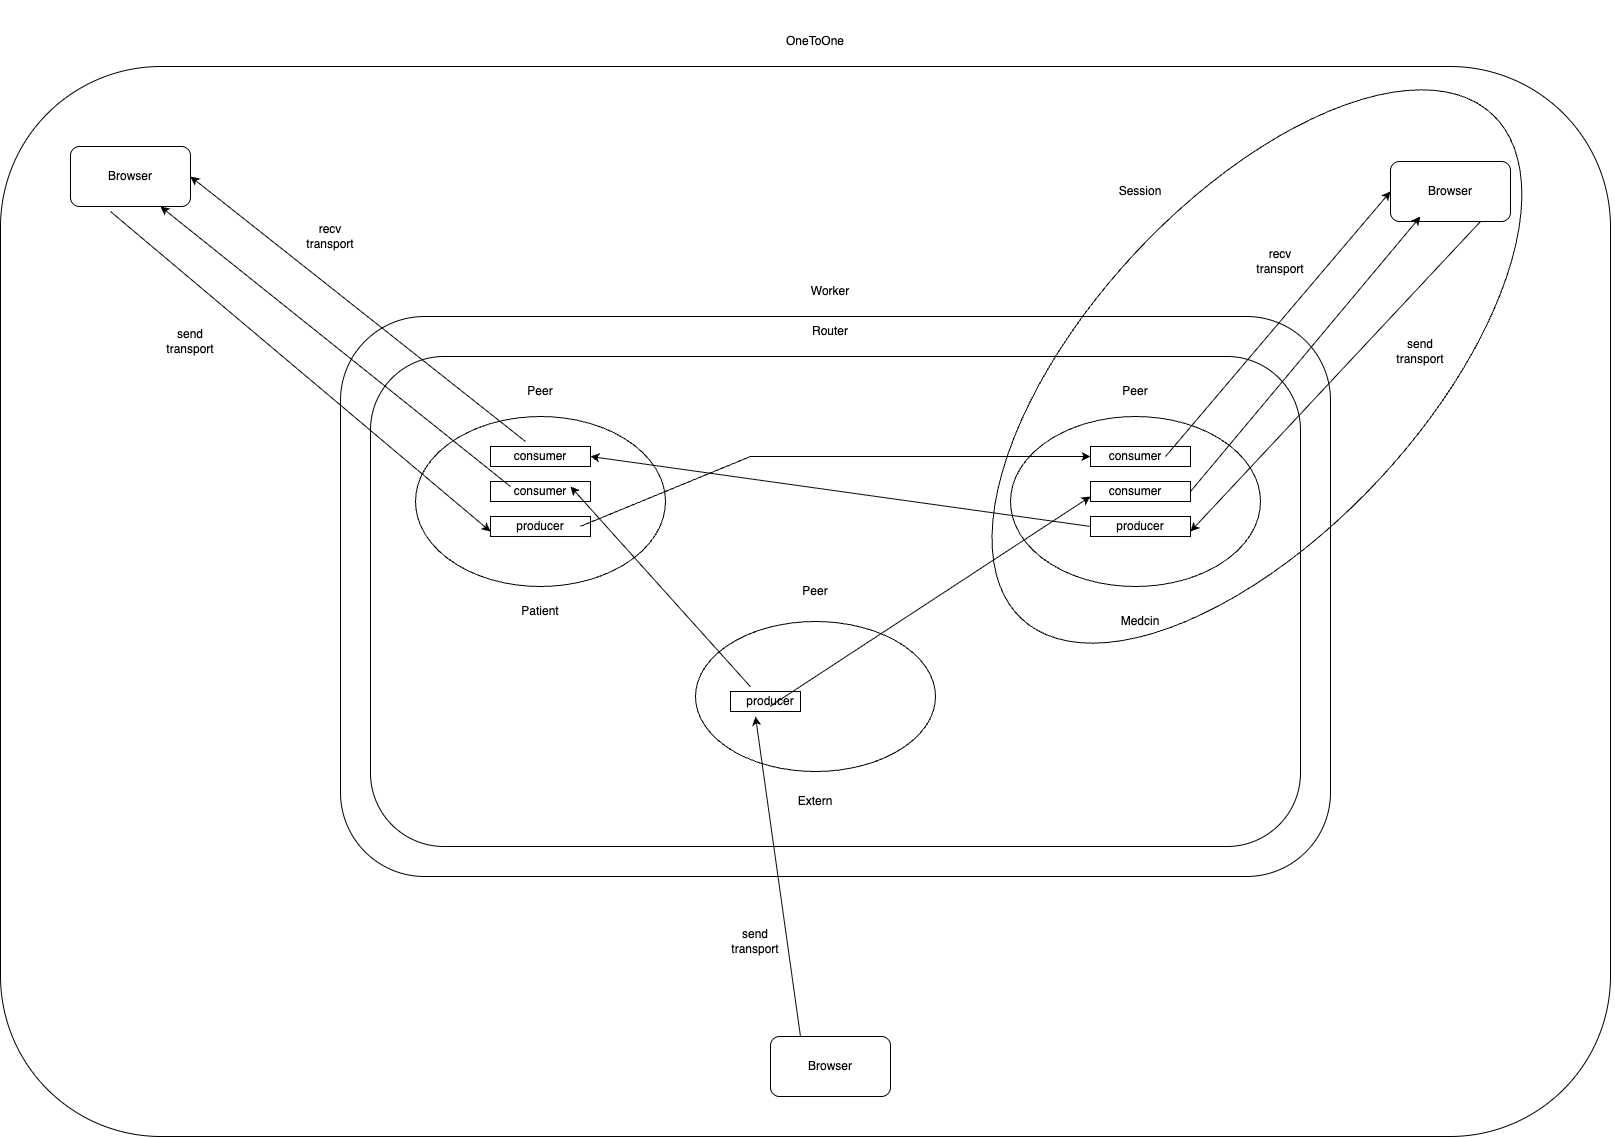 OneToOne
Browser
Browser
Session
recv
transport
recv
transport
Worker
Router
send
transport
send
transport
Peer
Peer
consumer
consumer
consumer
consumer
producer
producer
Peer
Patient
Medcin
producer
Extern
send
transport
Browser